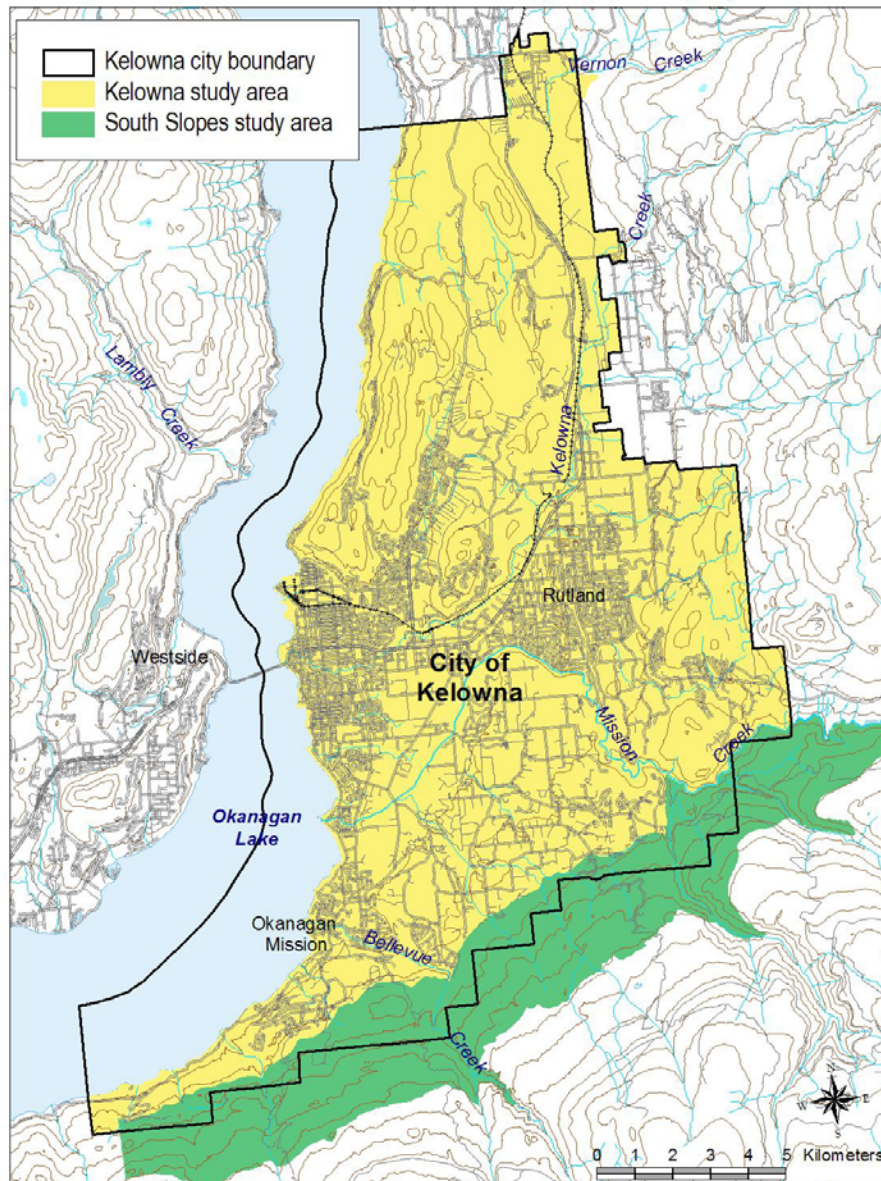 Kelowna city boundary
Kelowna study area
South Slopes study area
Vernon Creek
Creek
Lambly
Creek
Kelowna
Rutland
Westside
City of
Kelowna
Mission
Creek
Okanagan
Lake
Okanagan
Mission
Bellevue
Creek
N
W E
S
0 1 2 3 4 5 Kilometers